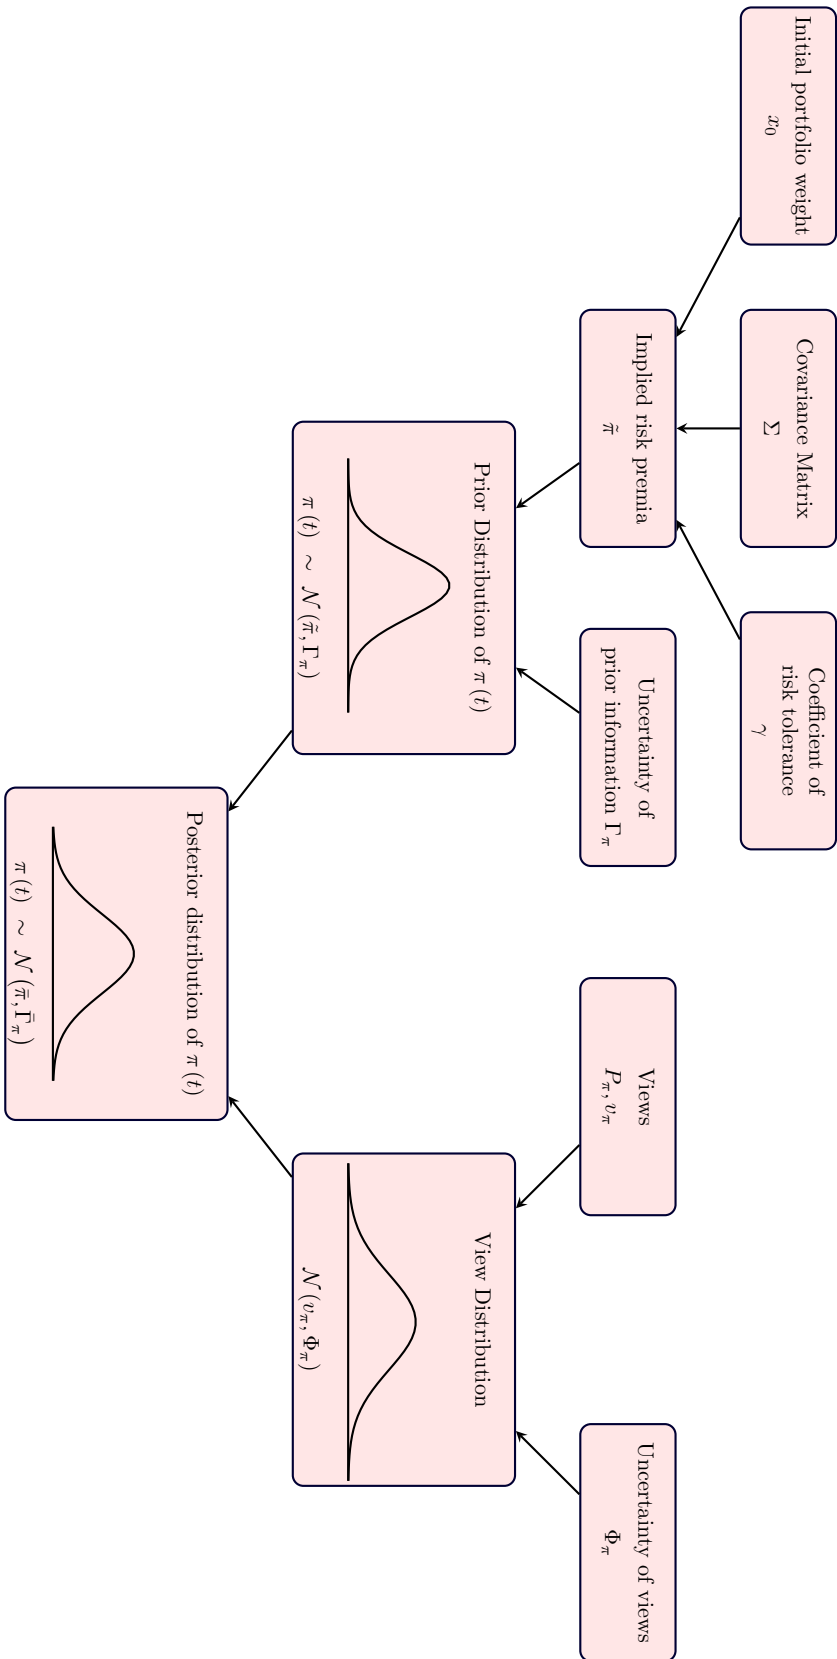 Initial portfolio weight
x₀
Covariance Matrix
Σ
Coefficient of
risk tolerance
γ
Implied risk premia
π̃
Uncertainty of
prior information Γ_π
Views
P_π, v_π
Uncertainty of views
Φ_π
Prior Distribution of π (t)
π (t) ∼ 𝒩 (π̃, Γ_π)
View Distribution
𝒩 (v_π, Φ_π)
Posterior distribution of π (t)
π (t) ∼ 𝒩 (π̄, Γ̄_π)